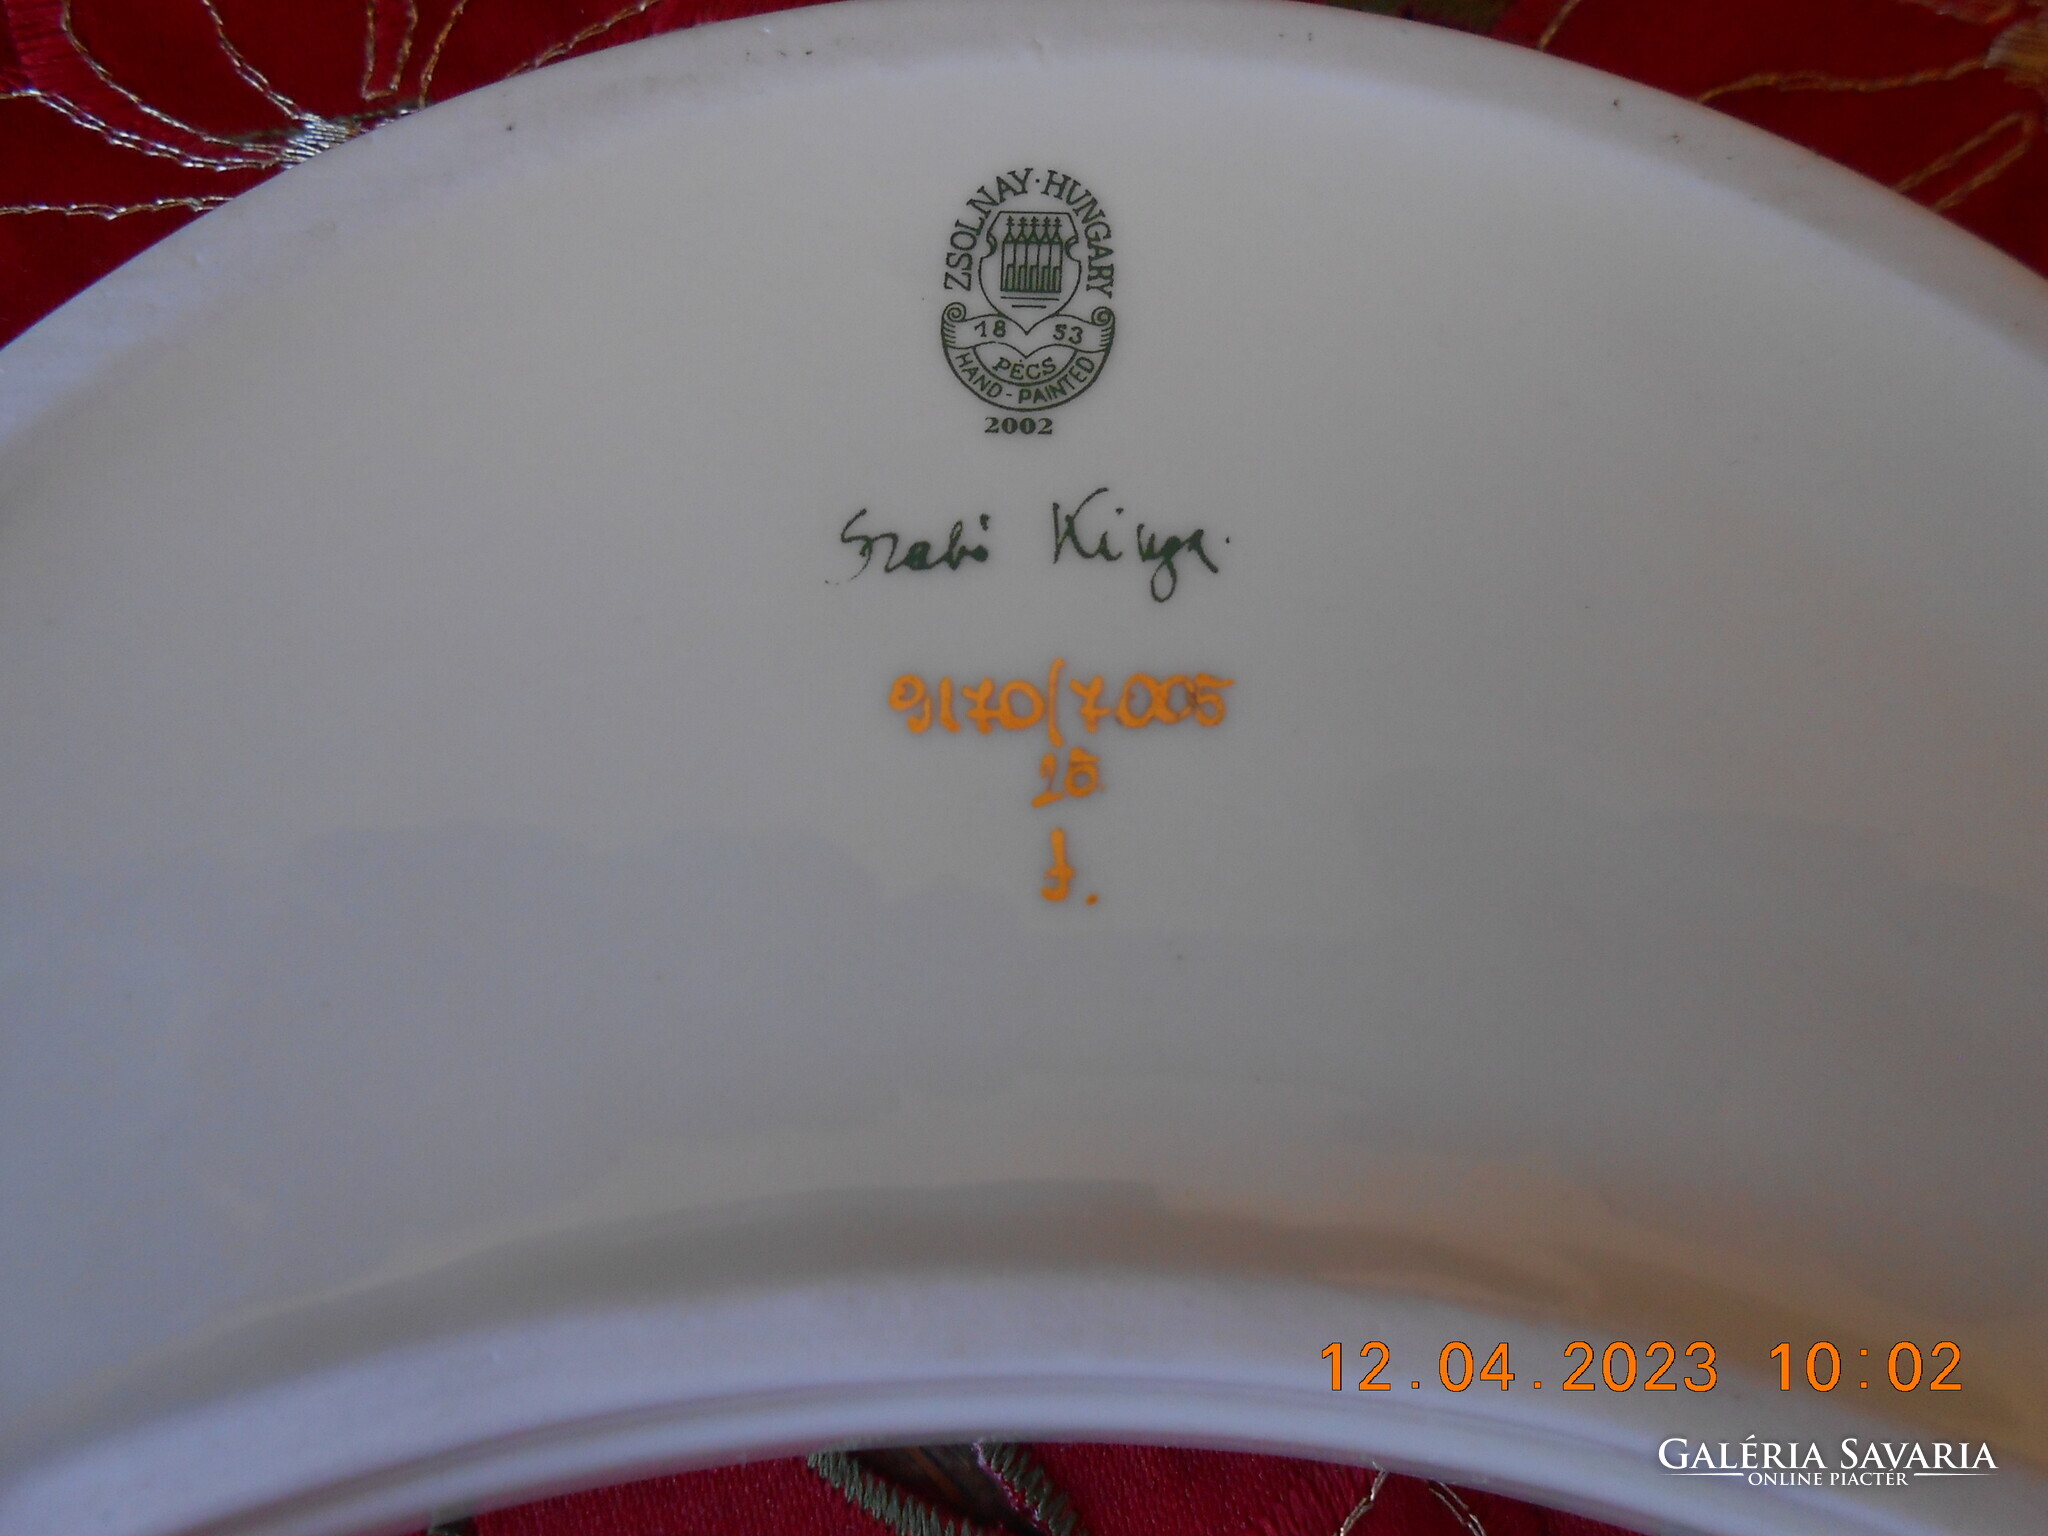 ZSOLNAY·HUNGARY
18 53
PÉCS
HAND-PAINTED
2002
Szabó Kinga.
9170/7005
26
t.
12.04.2023 10:02
GALÉRIA SAVARIA
ONLINE PIACTÉR